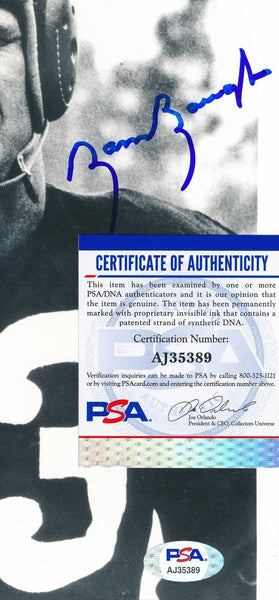 Sammy Baugh
CERTIFICATE OF AUTHENTICITY
This item has been examined by one or more
PSA/DNA authenticators and it is our opinion that
the item is genuine. The item has been permanently
marked with proprietary invisible ink that contains a
patented strand of synthetic DNA.
Certification Number:
AJ35389
Verification inquiries can be made to PSA by calling 800-325-1121
or by visiting PSAcard.com and entering the certification number above.
PSA
Joe Orlando
President & CEO, Collectors Universe
PSA
AJ35389